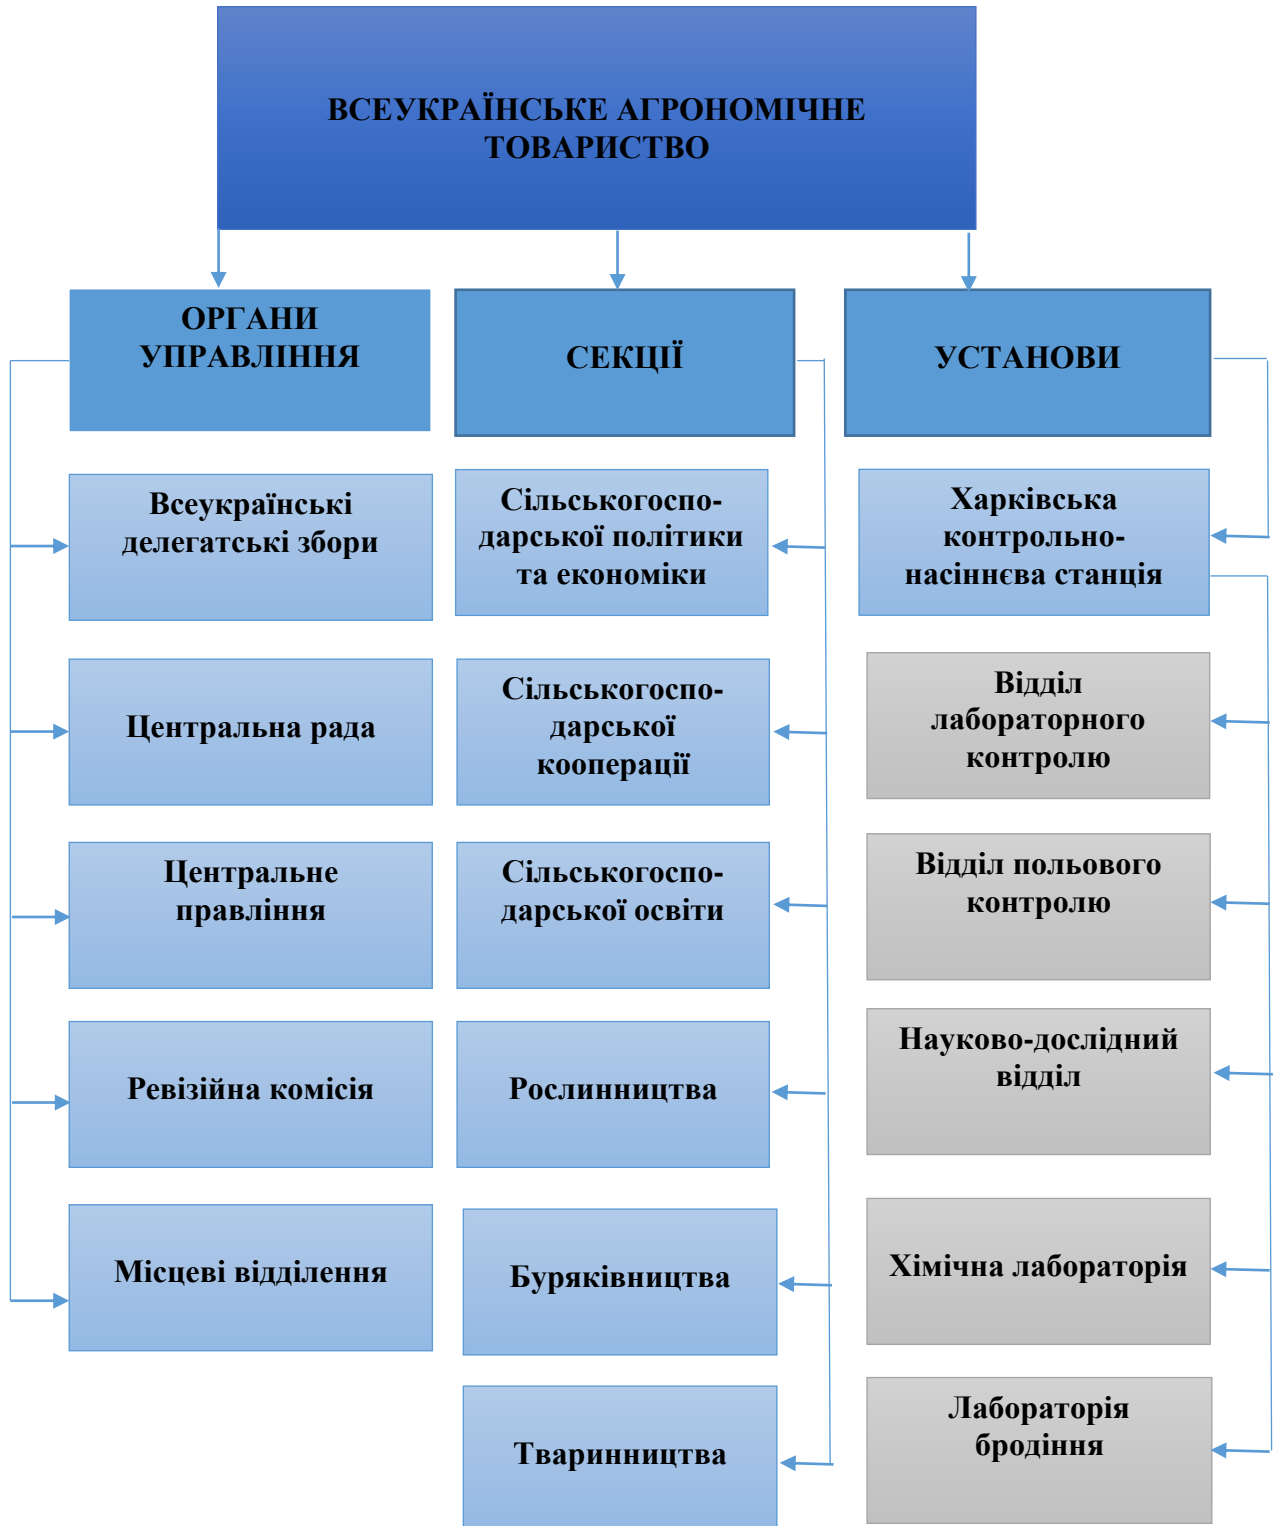 ВСЕУКРАЇНСЬКЕ АГРОНОМІЧНЕ
ТОВАРИСТВО
ОРГАНИ
УПРАВЛІННЯ
Всеукраїнські
делегатські збори
Центральна рада
Центральне
правління
Ревізійна комісія
Місцеві відділення
СЕКЦІЇ
Сільськогоспо-
дарської політики
та економіки
Сільськогоспо-
дарської
кооперації
Сільськогоспо-
дарської освіти
Рослинництва
Буряківництва
Тваринництва
УСТАНОВИ
Харківська
контрольно-
насіннєва станція
Відділ
лабораторного
контролю
Відділ польового
контролю
Науково-дослідний
відділ
Хімічна лабораторія
Лабораторія
бродіння